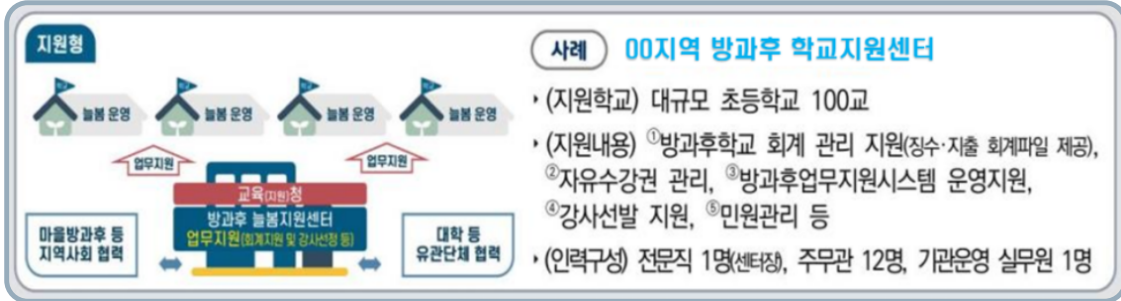 지원형
늘봄 운영
늘봄 운영
늘봄 운영
늘봄 운영
업무지원
업무지원
교육(지원)청
방과후 늘봄지원센터
업무지원(회계지원 및 강사선정 등)
마을방과후 등
지역사회 협력
대학 등
유관단체 협력
사례 00지역 방과후 학교지원센터
‣ (지원학교) 대규모 초등학교 100교
‣ (지원내용) ①방과후학교 회계 관리 지원(징수·지출 회계파일 제공),
②자유수강권 관리, ③방과후업무지원시스템 운영지원,
④강사선발 지원, ⑤민원관리 등
‣ (인력구성) 전문직 1명(센터장), 주무관 12명, 기관운영 실무원 1명